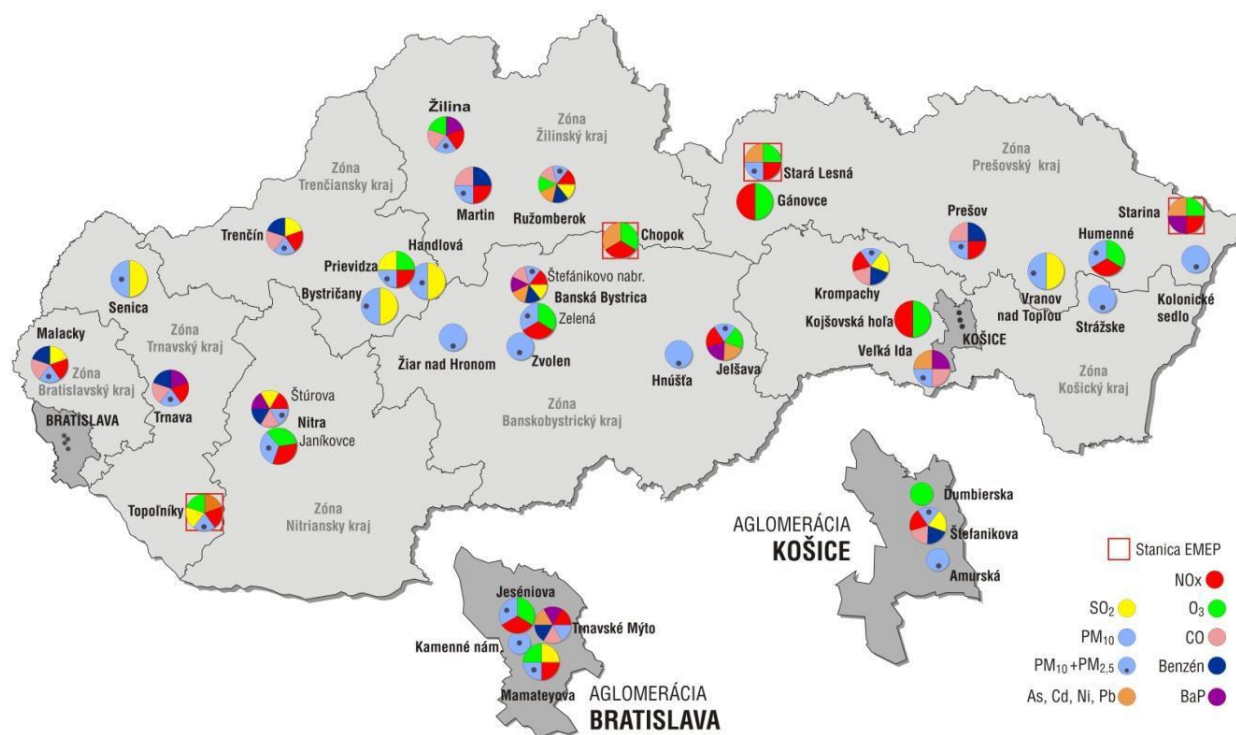 Žilina
Zóna
Žilinský kraj
Zóna
Trenčiansky kraj
Martin
Ružomberok
Stará Lesná
Gánovce
Zóna
Prešovský kraj
Trenčín
Handlová
Prievidza
Bystričany
Chopok
Prešov
Starina
Humenné
Senica
Štefánikovo nabr.
Banská Bystrica
Zelená
Zvolen
Krompachy
Vranov
nad Topľou
Kolonické
sedlo
Strážske
Malacky
Zóna
Bratislavský kraj
Zóna
Trnavský kraj
Žiar nad Hronom
Hnúšťa
Jelšava
Kojšovská hoľa
KOŠICE
Veľká Ida
Zóna
Košický kraj
BRATISLAVA
Trnava
Štúrova
Nitra
Janíkovce
Zóna
Banskobystrický kraj
Topoľníky
Zóna
Nitriansky kraj
AGLOMERÁCIA
KOŠICE
Ďumbierska
Štefanikova
Amurská
Jeséniova
Trnavské Mýto
Kamenné nám.
Mamateyova
AGLOMERÁCIA
BRATISLAVA
Stanica EMEP
NOx
SO₂
O₃
PM₁₀
CO
PM₁₀+PM₂,₅
Benzén
As, Cd, Ni, Pb
BaP